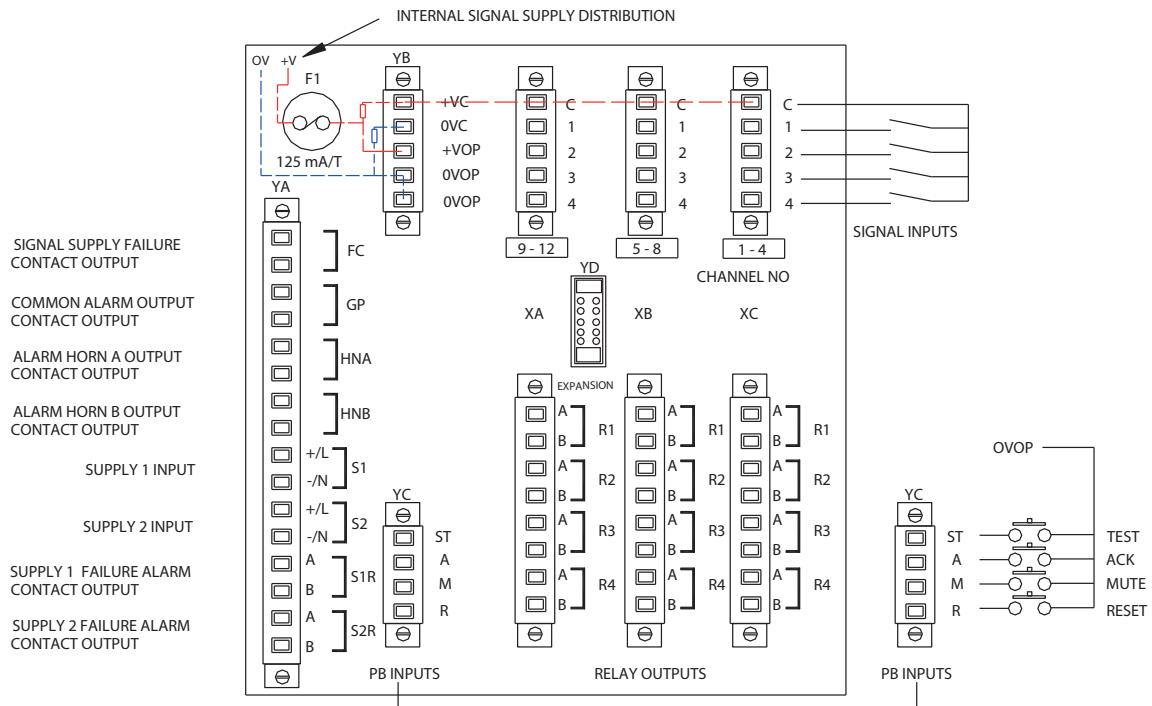 INTERNAL SIGNAL SUPPLY DISTRIBUTION
OV +V
F1
125 mA/T
YB
+VC
0VC
+VOP
0VOP
0VOP
C
1
2
3
4
9 - 12
C
1
2
3
4
5 - 8
C
1
2
3
4
1 - 4
C
1
2
3
4
SIGNAL INPUTS
CHANNEL NO
YD
XA
XB
XC
EXPANSION
YA
SIGNAL SUPPLY FAILURE
CONTACT OUTPUT
FC
COMMON ALARM OUTPUT
CONTACT OUTPUT
GP
ALARM HORN A OUTPUT
CONTACT OUTPUT
HNA
ALARM HORN B OUTPUT
CONTACT OUTPUT
HNB
SUPPLY 1 INPUT
+/L
-/N
S1
SUPPLY 2 INPUT
+/L
-/N
S2
SUPPLY 1 FAILURE ALARM
CONTACT OUTPUT
A
B
S1R
SUPPLY 2 FAILURE ALARM
CONTACT OUTPUT
A
B
S2R
YC
ST
A
M
R
PB INPUTS
A
B
R1
A
B
R2
A
B
R3
A
B
R4
A
B
R1
A
B
R2
A
B
R3
A
B
R4
A
B
R1
A
B
R2
A
B
R3
A
B
R4
RELAY OUTPUTS
OVOP
YC
ST TEST
A ACK
M MUTE
R RESET
PB INPUTS